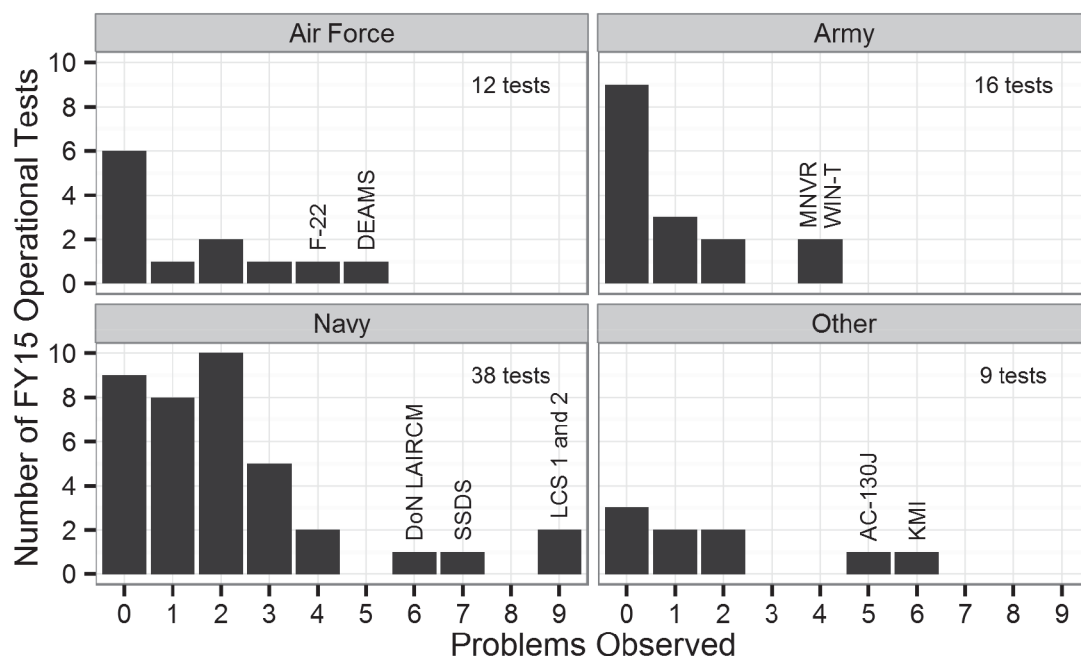 Air Force
Army
12 tests
16 tests
F-22
DEAMS
MNVR
WIN-T
10
8
6
4
2
0
Navy
Other
38 tests
9 tests
DoN LAIRCM
SSDS
LCS 1 and 2
AC-130J
KMI
10
8
6
4
2
0
0 1 2 3 4 5 6 7 8 9
0 1 2 3 4 5 6 7 8 9
Number of FY15 Operational Tests
Problems Observed